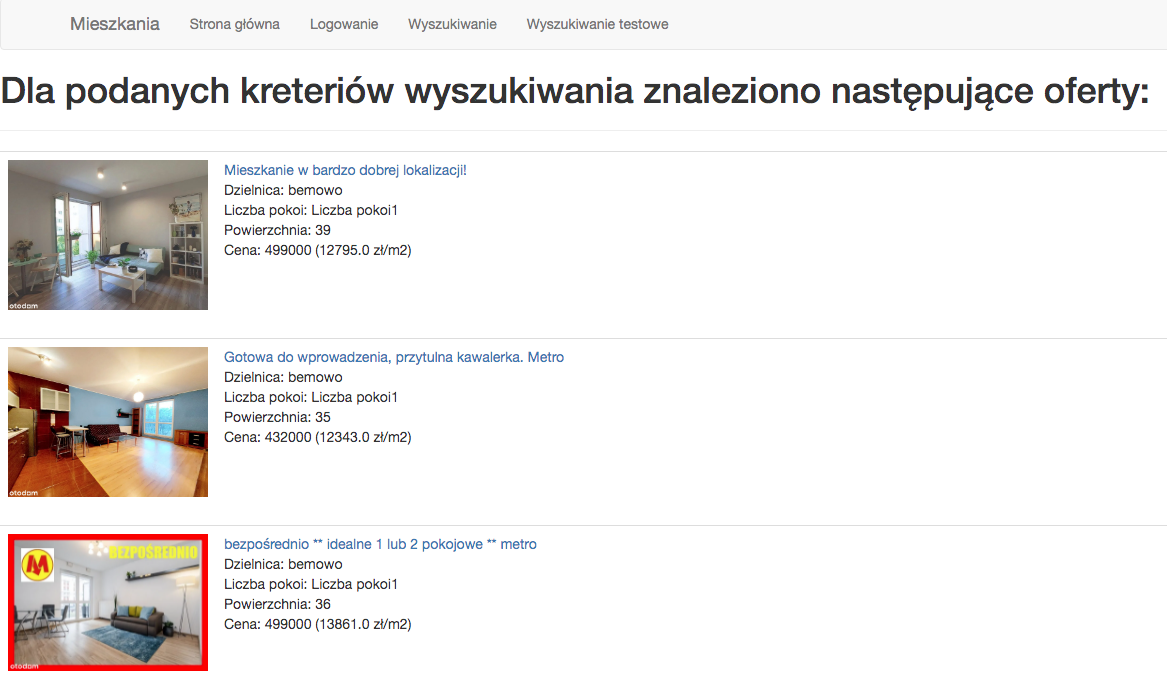 Mieszkania Strona główna Logowanie Wyszukiwanie Wyszukiwanie testowe
Dla podanych kreteriów wyszukiwania znaleziono następujące oferty:
otodom
Mieszkanie w bardzo dobrej lokalizacji!
Dzielnica: bemowo
Liczba pokoi: Liczba pokoi1
Powierzchnia: 39
Cena: 499000 (12795.0 zł/m2)
otodom
Gotowa do wprowadzenia, przytulna kawalerka. Metro
Dzielnica: bemowo
Liczba pokoi: Liczba pokoi1
Powierzchnia: 35
Cena: 432000 (12343.0 zł/m2)
M
BEZPOŚREDNIO
otodom
bezpośrednio ** idealne 1 lub 2 pokojowe ** metro
Dzielnica: bemowo
Liczba pokoi: Liczba pokoi1
Powierzchnia: 36
Cena: 499000 (13861.0 zł/m2)